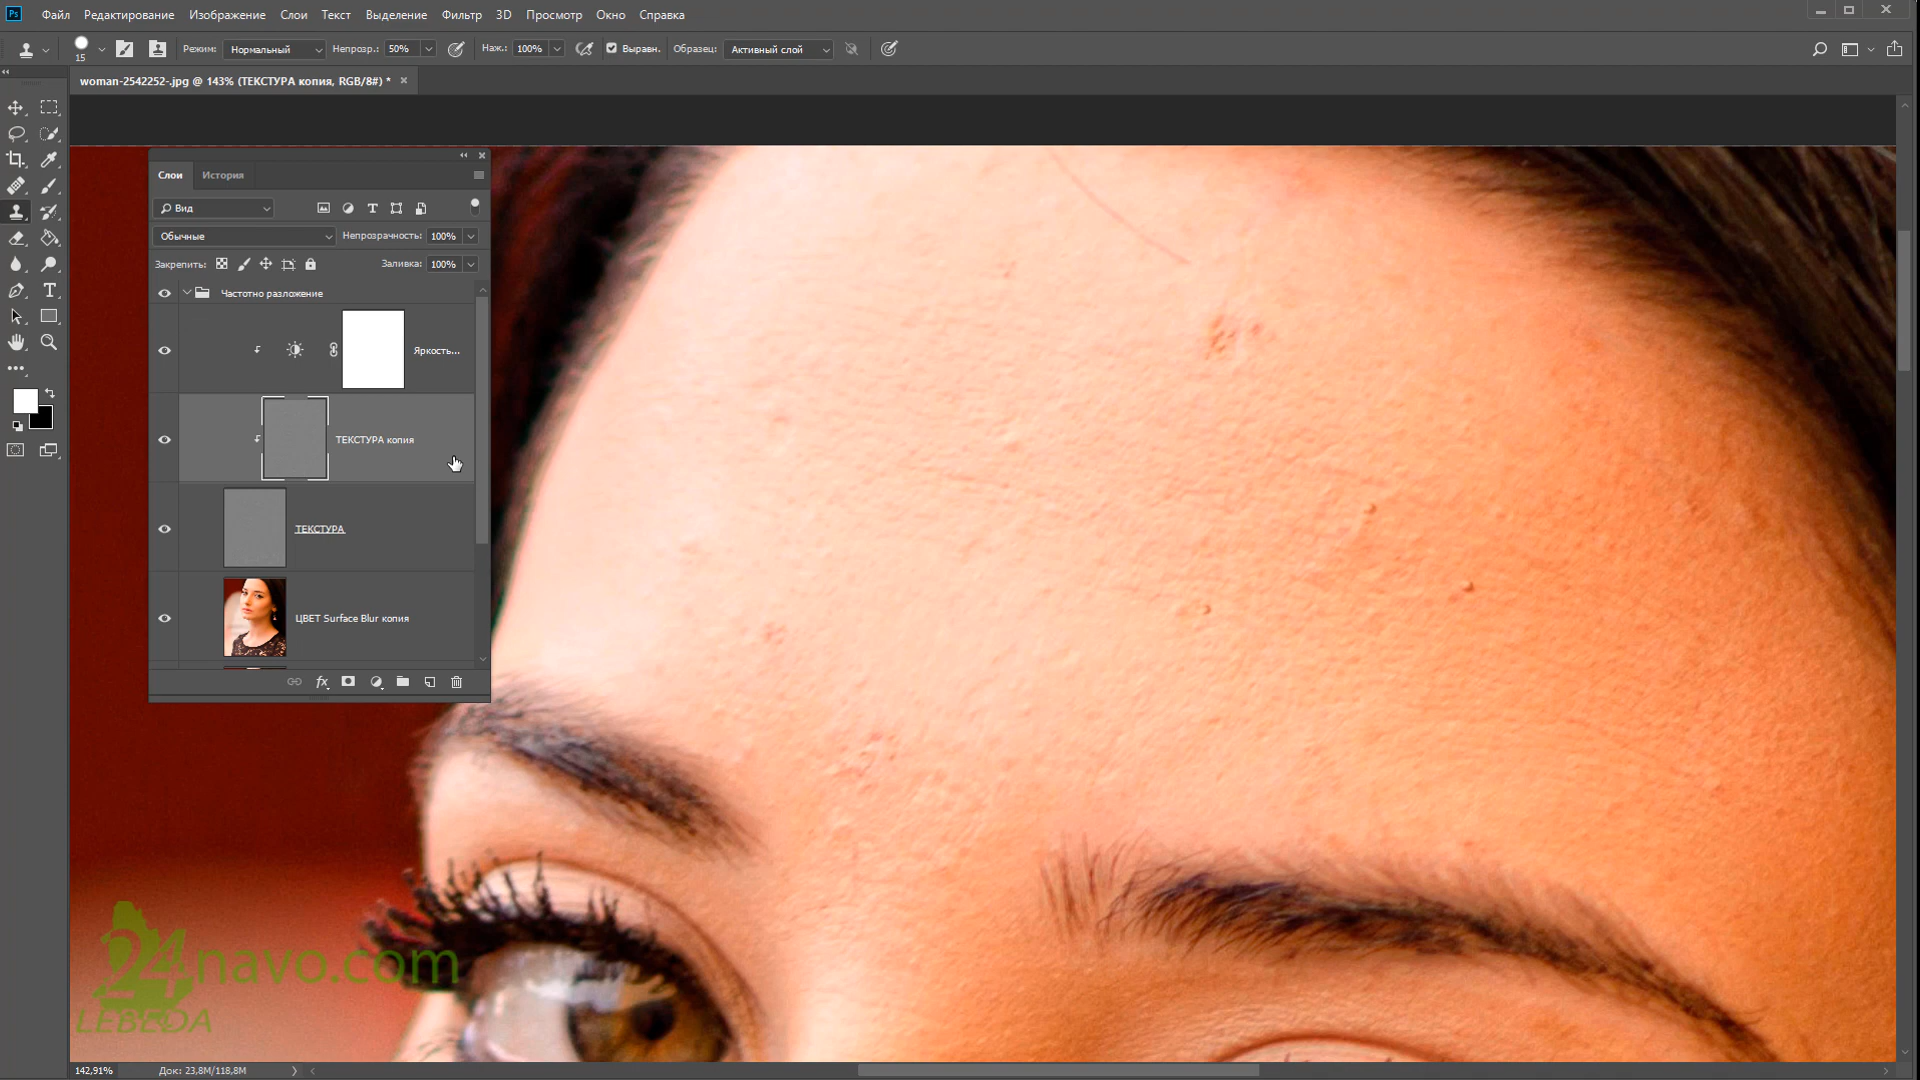 Ps Файл Редактирование Изображение Слои Текст Выделение Фильтр 3D Просмотр Окно Справка
15 Режим: Нормальный Непрозр.: 50% Наж.: 100% Выравн. Образец: Активный слой
woman-2542252-.jpg @ 143% (ТЕКСТУРА копия, RGB/8#) * ×
Слои История
Вид
Обычные Непрозрачность: 100%
Закрепить: Заливка: 100%
Частотно разложение
Яркость...
ТЕКСТУРА копия
ТЕКСТУРА
ЦВЕТ Surface Blur копия
fx
24navo.com
LEBEDA
142,91% Док: 23,8M/118,8M